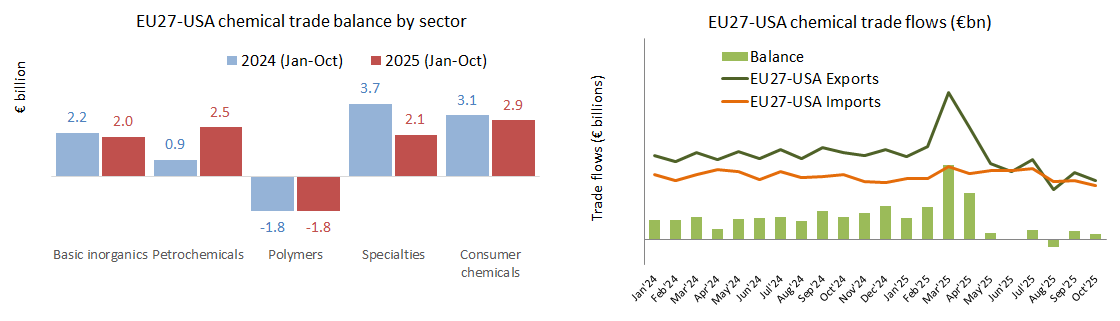 EU27-USA chemical trade balance by sector
€ billion
2024 (Jan-Oct) 2025 (Jan-Oct)
2.2 2.0 0.9 2.5 -1.8 -1.8 3.7 2.1 3.1 2.9
Basic inorganics Petrochemicals Polymers Specialties Consumer
chemicals
EU27-USA chemical trade flows (€bn)
Trade flows (€ billions)
Balance
EU27-USA Exports
EU27-USA Imports
Jan'24 Feb'24 Mar'24 Apr'24 May'24 Jun'24 Jul'24 Aug'24 Sep'24 Oct'24 Nov'24 Dec'24 Jan'25 Feb'25 Mar'25 Apr'25 May'25 Jun'25 Jul'25 Aug'25 Sep'25 Oct'25